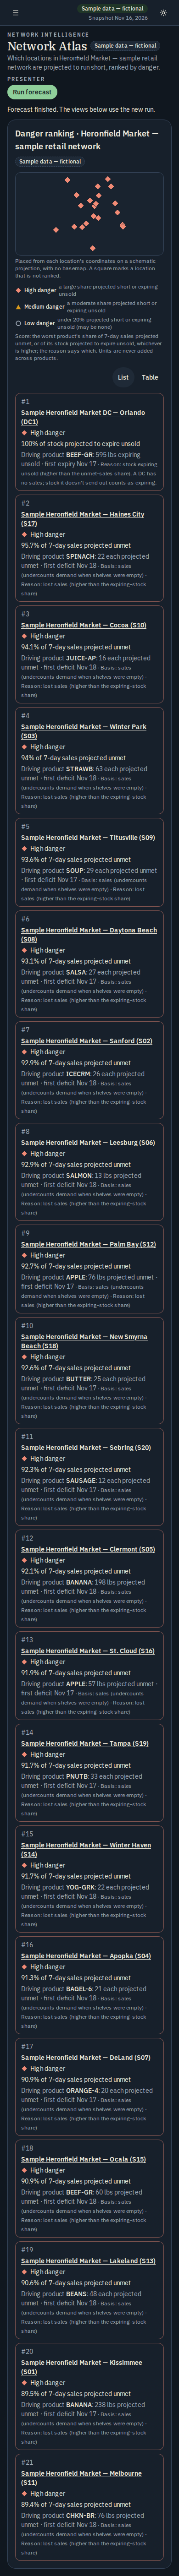 Sample data — fictional
Snapshot Nov 16, 2026
NETWORK INTELLIGENCE
Network Atlas
Sample data — fictional
Which locations in Heronfield Market — sample retail
network are projected to run short, ranked by danger.
PRESENTER
Run forecast
Forecast finished. The views below use the new run.
Danger ranking · Heronfield Market —
sample retail network
Sample data — fictional
Placed from each location's coordinates on a schematic
projection, with no basemap. A square marks a location
that is not ranked.
High danger a large share projected short or expiring
unsold
Medium danger a moderate share projected short or
expiring unsold
Low danger under 20% projected short or expiring
unsold (may be none)
Score: the worst product's share of 7-day sales projected
unmet, or of its stock projected to expire unsold, whichever
is higher; the reason says which. Units are never added
across products.
List
Table
#1
Sample Heronfield Market DC — Orlando
(DC1)
High danger
100% of stock projected to expire unsold
Driving product BEEF-GR: 595 lbs expiring
unsold · first expiry Nov 17 · Reason: stock expiring
unsold (higher than the unmet-sales share). A DC has
no sales; stock it doesn't send out counts as expiring.
#2
Sample Heronfield Market — Haines City
(S17)
High danger
95.7% of 7-day sales projected unmet
Driving product SPINACH: 22 each projected
unmet · first deficit Nov 18 · Basis: sales
(undercounts demand when shelves were empty) ·
Reason: lost sales (higher than the expiring-stock
share)
#3
Sample Heronfield Market — Cocoa (S10)
High danger
94.1% of 7-day sales projected unmet
Driving product JUICE-AP: 16 each projected
unmet · first deficit Nov 18 · Basis: sales
(undercounts demand when shelves were empty) ·
Reason: lost sales (higher than the expiring-stock
share)
#4
Sample Heronfield Market — Winter Park
(S03)
High danger
94% of 7-day sales projected unmet
Driving product STRAWB: 63 each projected
unmet · first deficit Nov 18 · Basis: sales
(undercounts demand when shelves were empty) ·
Reason: lost sales (higher than the expiring-stock
share)
#5
Sample Heronfield Market — Titusville (S09)
High danger
93.6% of 7-day sales projected unmet
Driving product SOUP: 29 each projected unmet
· first deficit Nov 17 · Basis: sales (undercounts
demand when shelves were empty) · Reason: lost
sales (higher than the expiring-stock share)
#6
Sample Heronfield Market — Daytona Beach
(S08)
High danger
93.1% of 7-day sales projected unmet
Driving product SALSA: 27 each projected
unmet · first deficit Nov 17 · Basis: sales
(undercounts demand when shelves were empty) ·
Reason: lost sales (higher than the expiring-stock
share)
#7
Sample Heronfield Market — Sanford (S02)
High danger
92.9% of 7-day sales projected unmet
Driving product ICECRM: 26 each projected
unmet · first deficit Nov 17 · Basis: sales
(undercounts demand when shelves were empty) ·
Reason: lost sales (higher than the expiring-stock
share)
#8
Sample Heronfield Market — Leesburg (S06)
High danger
92.9% of 7-day sales projected unmet
Driving product SALMON: 13 lbs projected
unmet · first deficit Nov 18 · Basis: sales
(undercounts demand when shelves were empty) ·
Reason: lost sales (higher than the expiring-stock
share)
#9
Sample Heronfield Market — Palm Bay (S12)
High danger
92.7% of 7-day sales projected unmet
Driving product APPLE: 76 lbs projected unmet ·
first deficit Nov 17 · Basis: sales (undercounts
demand when shelves were empty) · Reason: lost
sales (higher than the expiring-stock share)
#10
Sample Heronfield Market — New Smyrna
Beach (S18)
High danger
92.6% of 7-day sales projected unmet
Driving product BUTTER: 25 each projected
unmet · first deficit Nov 17 · Basis: sales
(undercounts demand when shelves were empty) ·
Reason: lost sales (higher than the expiring-stock
share)
#11
Sample Heronfield Market — Sebring (S20)
High danger
92.3% of 7-day sales projected unmet
Driving product SAUSAGE: 12 each projected
unmet · first deficit Nov 17 · Basis: sales
(undercounts demand when shelves were empty) ·
Reason: lost sales (higher than the expiring-stock
share)
#12
Sample Heronfield Market — Clermont (S05)
High danger
92.1% of 7-day sales projected unmet
Driving product BANANA: 198 lbs projected
unmet · first deficit Nov 18 · Basis: sales
(undercounts demand when shelves were empty) ·
Reason: lost sales (higher than the expiring-stock
share)
#13
Sample Heronfield Market — St. Cloud (S16)
High danger
91.9% of 7-day sales projected unmet
Driving product APPLE: 57 lbs projected unmet ·
first deficit Nov 17 · Basis: sales (undercounts
demand when shelves were empty) · Reason: lost
sales (higher than the expiring-stock share)
#14
Sample Heronfield Market — Tampa (S19)
High danger
91.7% of 7-day sales projected unmet
Driving product PNUTB: 33 each projected
unmet · first deficit Nov 17 · Basis: sales
(undercounts demand when shelves were empty) ·
Reason: lost sales (higher than the expiring-stock
share)
#15
Sample Heronfield Market — Winter Haven
(S14)
High danger
91.7% of 7-day sales projected unmet
Driving product YOG-GRK: 22 each projected
unmet · first deficit Nov 18 · Basis: sales
(undercounts demand when shelves were empty) ·
Reason: lost sales (higher than the expiring-stock
share)
#16
Sample Heronfield Market — Apopka (S04)
High danger
91.3% of 7-day sales projected unmet
Driving product BAGEL-6: 21 each projected
unmet · first deficit Nov 18 · Basis: sales
(undercounts demand when shelves were empty) ·
Reason: lost sales (higher than the expiring-stock
share)
#17
Sample Heronfield Market — DeLand (S07)
High danger
90.9% of 7-day sales projected unmet
Driving product ORANGE-4: 20 each projected
unmet · first deficit Nov 17 · Basis: sales
(undercounts demand when shelves were empty) ·
Reason: lost sales (higher than the expiring-stock
share)
#18
Sample Heronfield Market — Ocala (S15)
High danger
90.9% of 7-day sales projected unmet
Driving product BEEF-GR: 60 lbs projected
unmet · first deficit Nov 18 · Basis: sales
(undercounts demand when shelves were empty) ·
Reason: lost sales (higher than the expiring-stock
share)
#19
Sample Heronfield Market — Lakeland (S13)
High danger
90.6% of 7-day sales projected unmet
Driving product BEANS: 48 each projected
unmet · first deficit Nov 17 · Basis: sales
(undercounts demand when shelves were empty) ·
Reason: lost sales (higher than the expiring-stock
share)
#20
Sample Heronfield Market — Kissimmee
(S01)
High danger
89.5% of 7-day sales projected unmet
Driving product BANANA: 238 lbs projected
unmet · first deficit Nov 18 · Basis: sales
(undercounts demand when shelves were empty) ·
Reason: lost sales (higher than the expiring-stock
share)
#21
Sample Heronfield Market — Melbourne
(S11)
High danger
89.4% of 7-day sales projected unmet
Driving product CHKN-BR: 76 lbs projected
unmet · first deficit Nov 18 · Basis: sales
(undercounts demand when shelves were empty) ·
Reason: lost sales (higher than the expiring-stock
share)